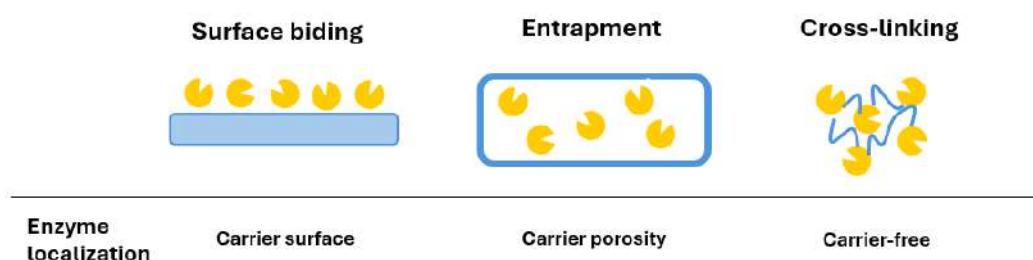 Surface biding
Entrapment
Cross-linking
Enzyme
localization
Carrier surface
Carrier porosity
Carrier-free